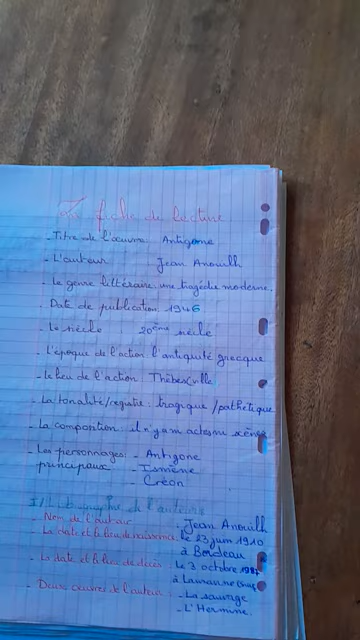 fiche de lecture
- Titre de l'œuvre: Antigone
- L'auteur Jean Anouilh
- Le genre littéraire: une tragédie moderne.
- Date de publication: 1946
- Le siècle 20ème siècle
- L'époque de l'action l'antiquité grecque
- Le lieu de l'action: Thèbes (ville)
- La tonalité/registre: tragique/pathétique
- La composition il n'y a ni actes ni scènes
- Les personnages - Antigone
principaux - Ismène
- Créon
I/ La biographie de l'auteur:
- Nom de l'auteur : Jean Anouilh
- La date et le lieu de naissance: le 23 juin 1910
à Bordeau
- La date et le lieu de décès: le 3 octobre 1987
à Lausanne
- Deux œuvres de l'auteur: - La sauvage
- L'Hermine.